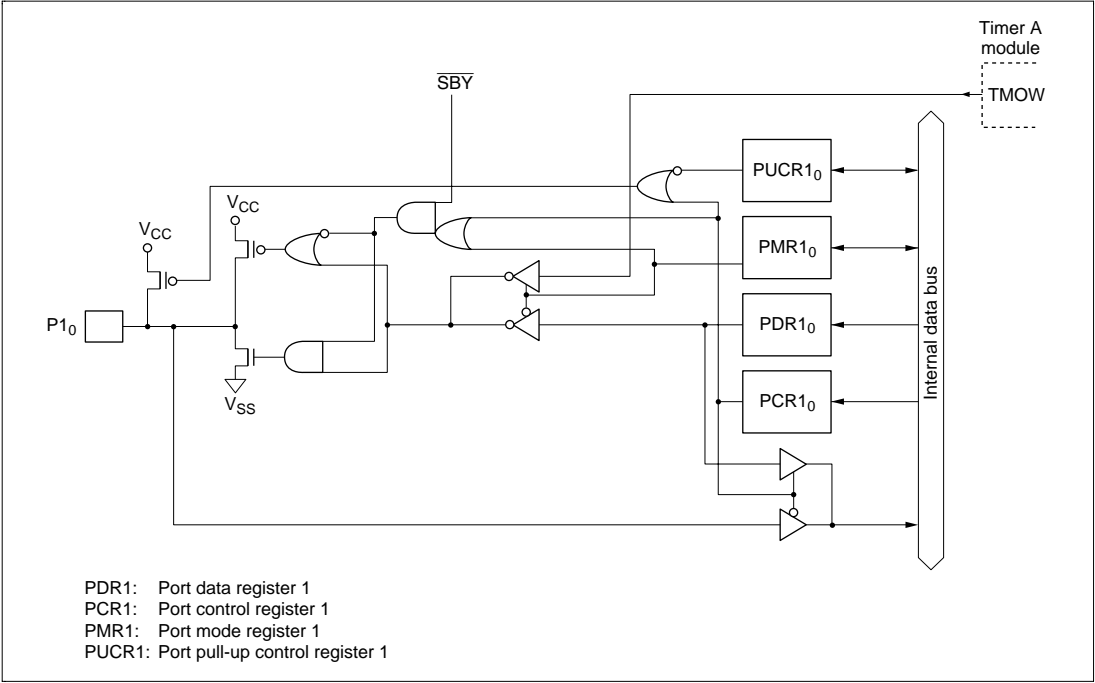 Timer A
module
SBY
TMOW
PUCR1₀
VCC
VCC
PMR1₀
P1₀
PDR1₀
Internal data bus
VSS
PCR1₀
PDR1: Port data register 1
PCR1: Port control register 1
PMR1: Port mode register 1
PUCR1: Port pull-up control register 1